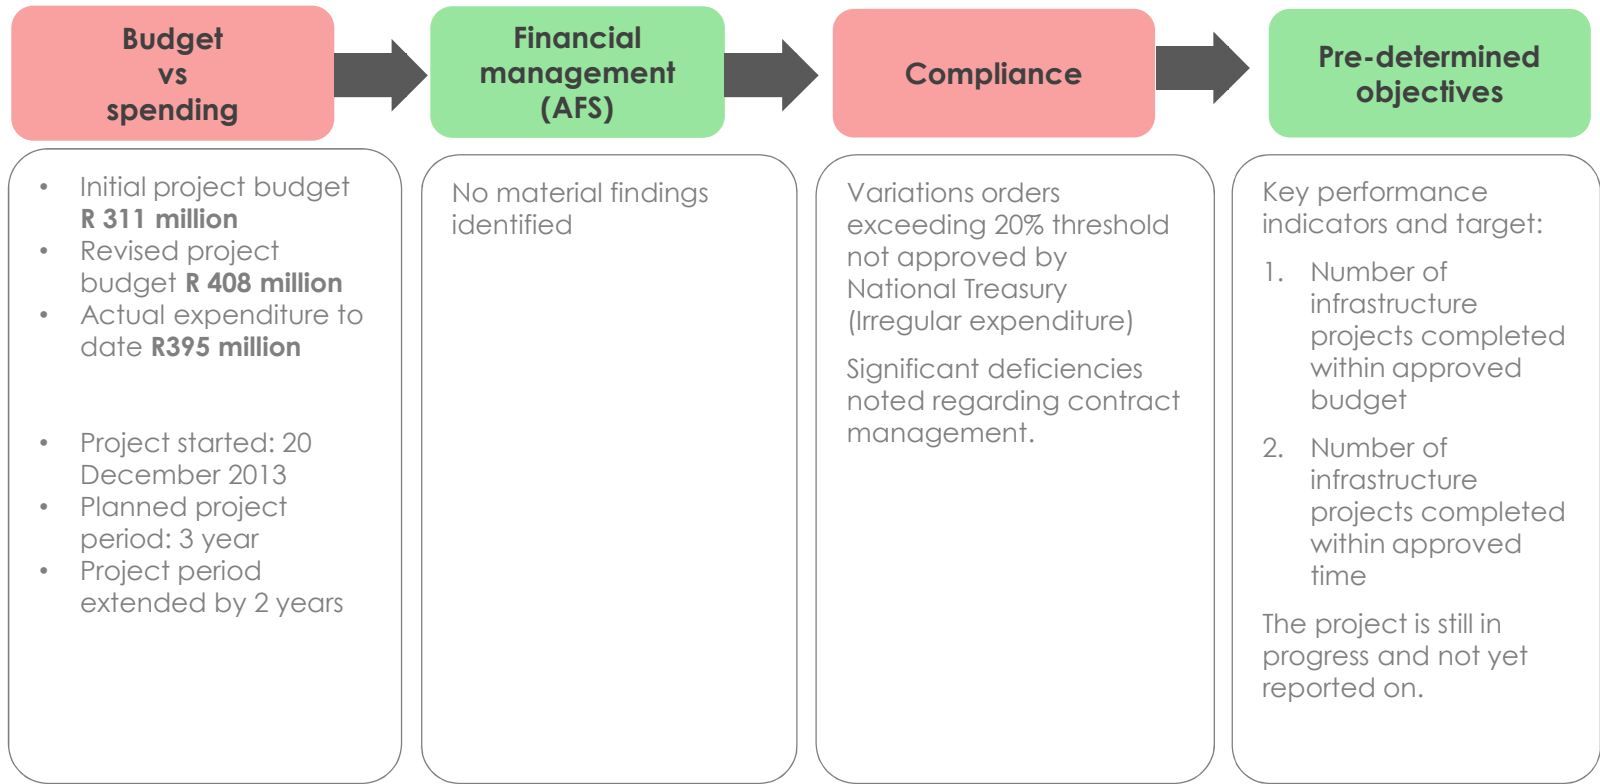 Budget
vs
spending
• Initial project budget
R 311 million
• Revised project
budget R 408 million
• Actual expenditure to
date R395 million
• Project started: 20
December 2013
• Planned project
period: 3 year
• Project period
extended by 2 years
Financial
management
(AFS)
No material findings
identified
Compliance
Variations orders
exceeding 20% threshold
not approved by
National Treasury
(Irregular expenditure)
Significant deficiencies
noted regarding contract
management.
Pre-determined
objectives
Key performance
indicators and target:
1. Number of
infrastructure
projects completed
within approved
budget
2. Number of
infrastructure
projects completed
within approved
time
The project is still in
progress and not yet
reported on.